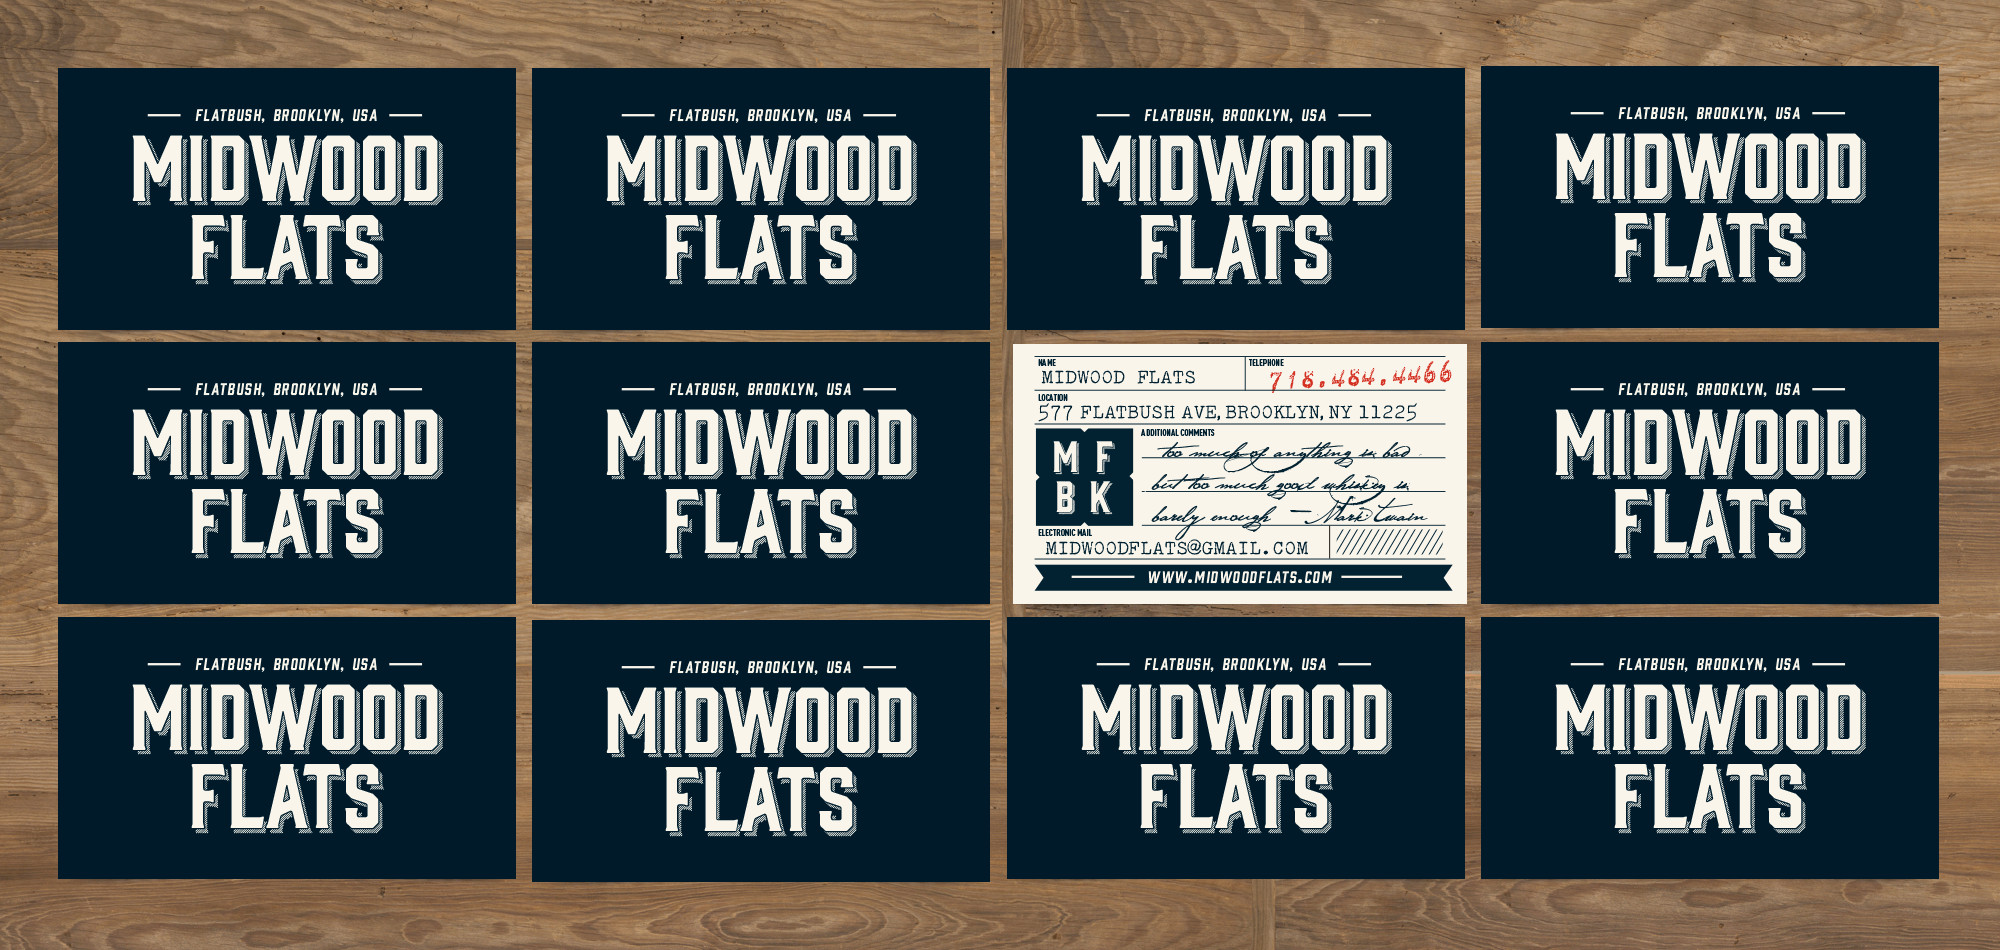 FLATBUSH, BROOKLYN, USA
MIDWOOD
FLATS
FLATBUSH, BROOKLYN, USA
MIDWOOD
FLATS
FLATBUSH, BROOKLYN, USA
MIDWOOD
FLATS
FLATBUSH, BROOKLYN, USA
MIDWOOD
FLATS
FLATBUSH, BROOKLYN, USA
MIDWOOD
FLATS
FLATBUSH, BROOKLYN, USA
MIDWOOD
FLATS
NAME
MIDWOOD FLATS
TELEPHONE
718.484.4466
LOCATION
577 FLATBUSH AVE, BROOKLYN, NY 11225
MF
BK
ADDITIONAL COMMENTS
too much of anything is bad
but too much good whiskey is
barely enough — Mark Twain
ELECTRONIC MAIL
MIDWOODFLATS@GMAIL.COM
WWW.MIDWOODFLATS.COM
FLATBUSH, BROOKLYN, USA
MIDWOOD
FLATS
FLATBUSH, BROOKLYN, USA
MIDWOOD
FLATS
FLATBUSH, BROOKLYN, USA
MIDWOOD
FLATS
FLATBUSH, BROOKLYN, USA
MIDWOOD
FLATS
FLATBUSH, BROOKLYN, USA
MIDWOOD
FLATS